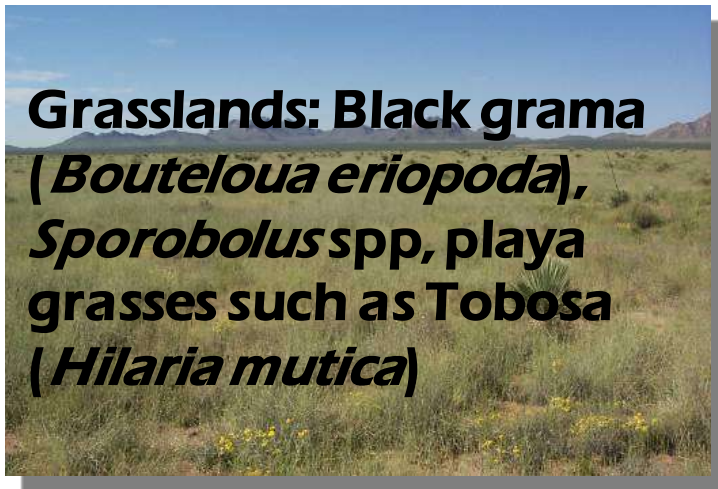 Grasslands: Black grama
(Bouteloua eriopoda),
Sporobolus spp, playa
grasses such as Tobosa
(Hilaria mutica)